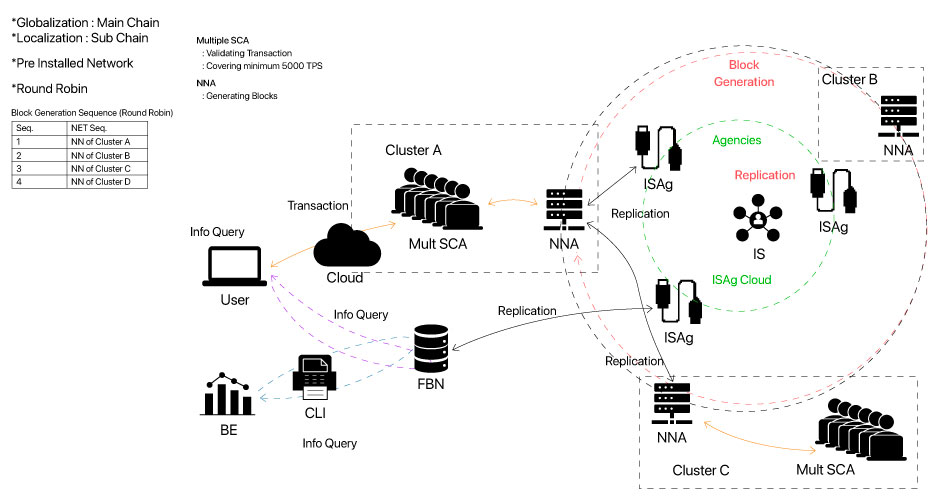 *Globalization : Main Chain
*Localization : Sub Chain
*Pre Installed Network
*Round Robin
Block Generation Sequence (Round Robin)
Seq. NET Seq.
1 NN of Cluster A
2 NN of Cluster B
3 NN of Cluster C
4 NN of Cluster D
Multiple SCA
: Validating Transaction
: Covering minimum 5000 TPS
NNA
: Generating Blocks
Block
Generation
Cluster B
NNA
Agencies
Replication
ISAg
ISAg
IS
ISAg Cloud
ISAg
Cluster A
Mult SCA
NNA
Replication
Transaction
Cloud
Info Query
User
Info Query
Replication
FBN
CLI
BE
Info Query
Replication
NNA
Cluster C
Mult SCA